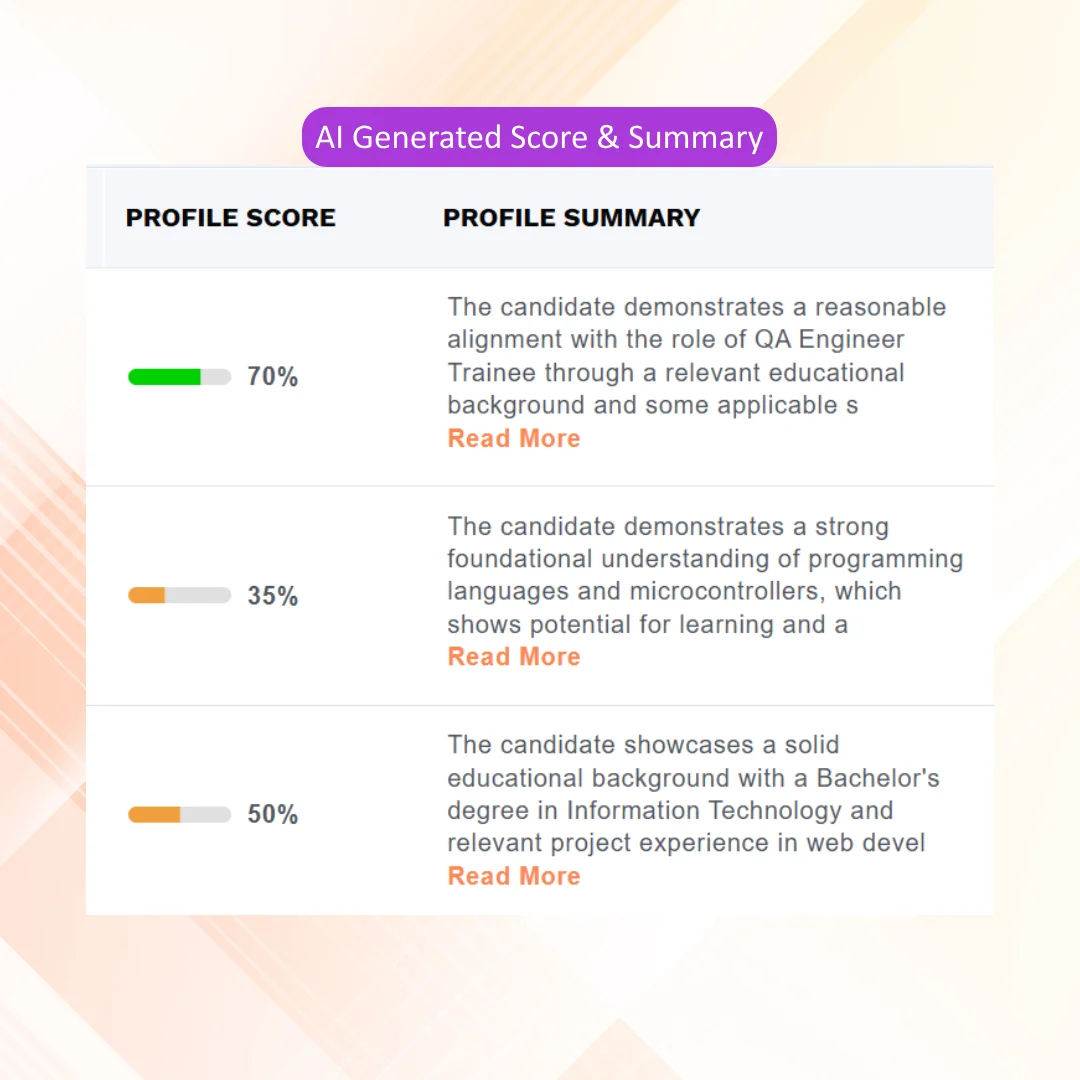 AI Generated Score & Summary
PROFILE SCORE PROFILE SUMMARY
70%
The candidate demonstrates a reasonable
alignment with the role of QA Engineer
Trainee through a relevant educational
background and some applicable s
Read More
35%
The candidate demonstrates a strong
foundational understanding of programming
languages and microcontrollers, which
shows potential for learning and a
Read More
50%
The candidate showcases a solid
educational background with a Bachelor's
degree in Information Technology and
relevant project experience in web devel
Read More